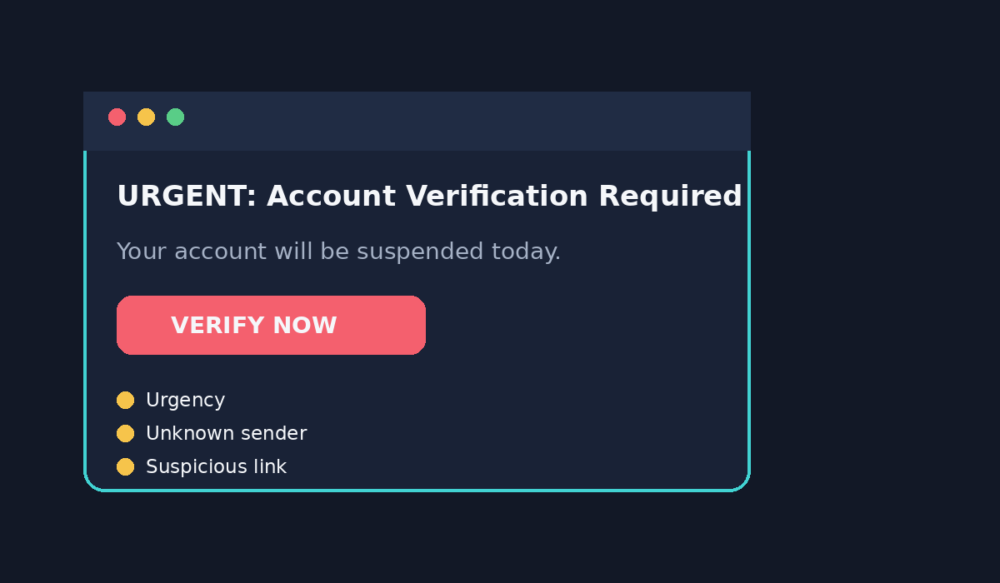 URGENT: Account Verification Required
Your account will be suspended today.
VERIFY NOW
Urgency
Unknown sender
Suspicious link